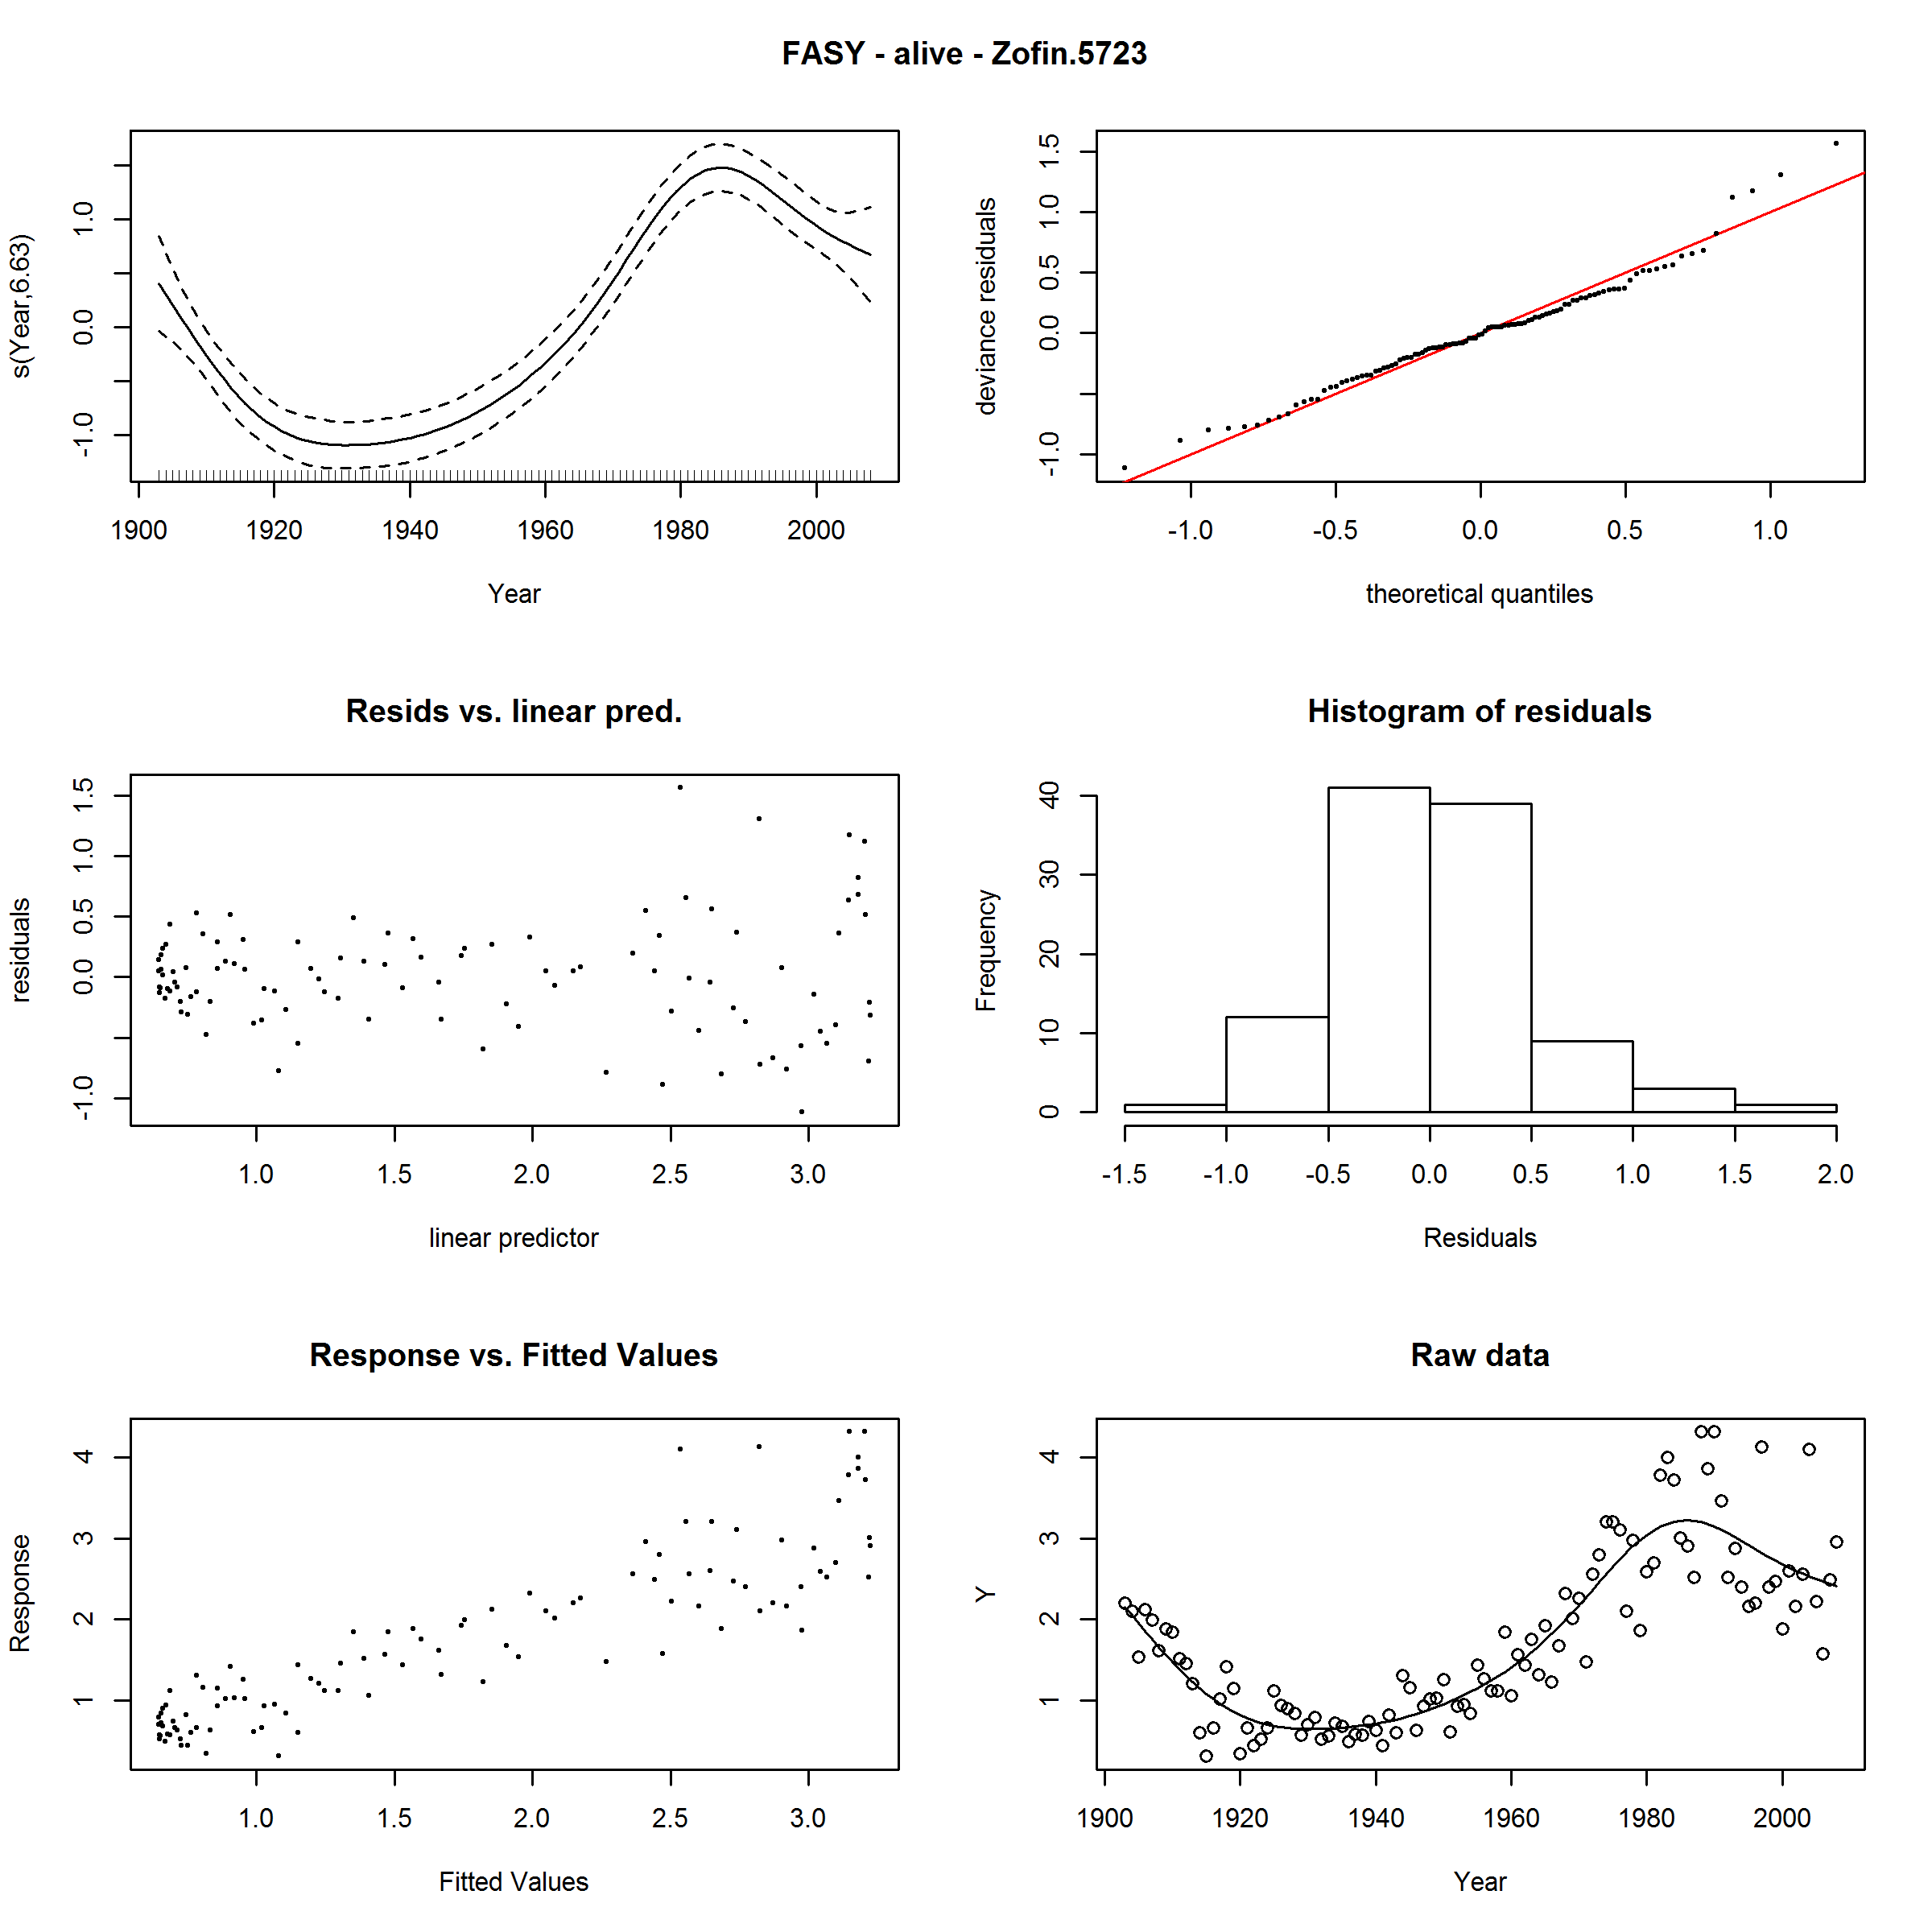 FASY - alive - Zofin.5723
s(Year,6.63)
-1.0 0.0 1.0
1900 1920 1940 1960 1980 2000
Year
deviance residuals
-1.0 0.0 0.5 1.0 1.5
-1.0 -0.5 0.0 0.5 1.0
theoretical quantiles
Resids vs. linear pred.
residuals
-1.0 0.0 0.5 1.0 1.5
1.0 1.5 2.0 2.5 3.0
linear predictor
Histogram of residuals
Frequency
0 10 20 30 40
-1.5 -1.0 -0.5 0.0 0.5 1.0 1.5 2.0
Residuals
Response vs. Fitted Values
Response
1 2 3 4
1.0 1.5 2.0 2.5 3.0
Fitted Values
Raw data
Y
1 2 3 4
1900 1920 1940 1960 1980 2000
Year